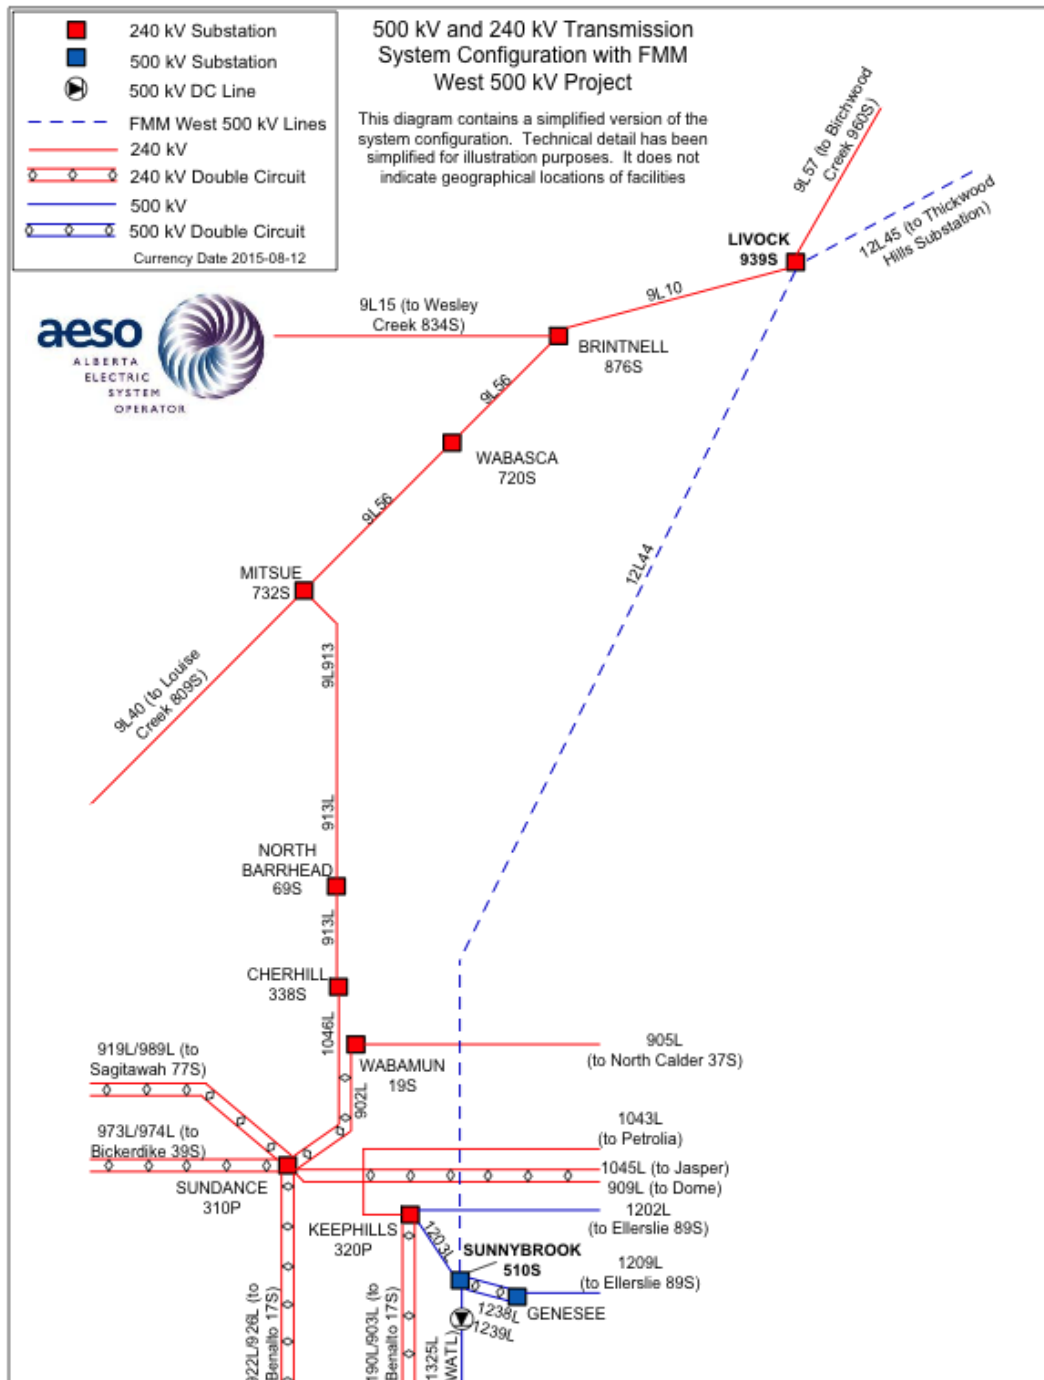 240 kV Substation
500 kV Substation
500 kV DC Line
FMM West 500 kV Lines
240 kV
240 kV Double Circuit
500 kV
500 kV Double Circuit
Currency Date 2015-08-12
500 kV and 240 kV Transmission
System Configuration with FMM
West 500 kV Project
This diagram contains a simplified version of the
system configuration. Technical detail has been
simplified for illustration purposes. It does not
indicate geographical locations of facilities
aeso
ALBERTA
ELECTRIC
SYSTEM
OPERATOR
9L57 (to Birchwood
Creek 960S)
12L45 (to Thickwood
Hills Substation)
LIVOCK
939S
9L10
9L15 (to Wesley
Creek 834S)
BRINTNELL
876S
9L56
WABASCA
720S
9L56
12L44
MITSUE
732S
9L913
9L40 (to Louise
Creek 809S)
913L
NORTH
BARRHEAD
69S
913L
CHERHILL
338S
1046L
919L/989L (to
Sagitawah 77S)
WABAMUN
19S
905L
(to North Calder 37S)
902L
973L/974L (to
Bickerdike 39S)
1043L
(to Petrolia)
1045L (to Jasper)
909L (to Dome)
SUNDANCE
310P
1202L
(to Ellerslie 89S)
KEEPHILLS
320P
1203L
SUNNYBROOK
510S
1209L
(to Ellerslie 89S)
GENESEE
1238L
1239L
922L/926L (to
Benalto 17S)
190L/903L (to
Benalto 17S)
1325L
WATL)